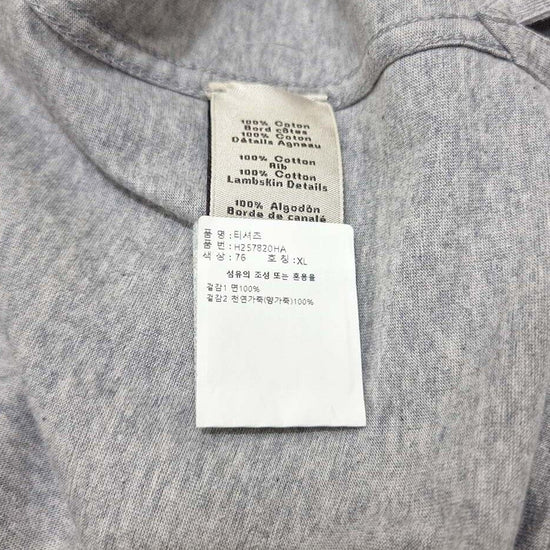 100% Coton
Bord côtes
100% Coton
Détails Agneau
100% Cotton
Rib
100% Cotton
Lambskin Details
100% Algodón
Borde de canalé
품 명 : 티셔츠
품 번 : H257820HA
색 상 : 76 호 칭 : XL
섬유의 조성 또는 혼용율
겉감1 면100%
겉감2 천연가죽(양가죽)100%